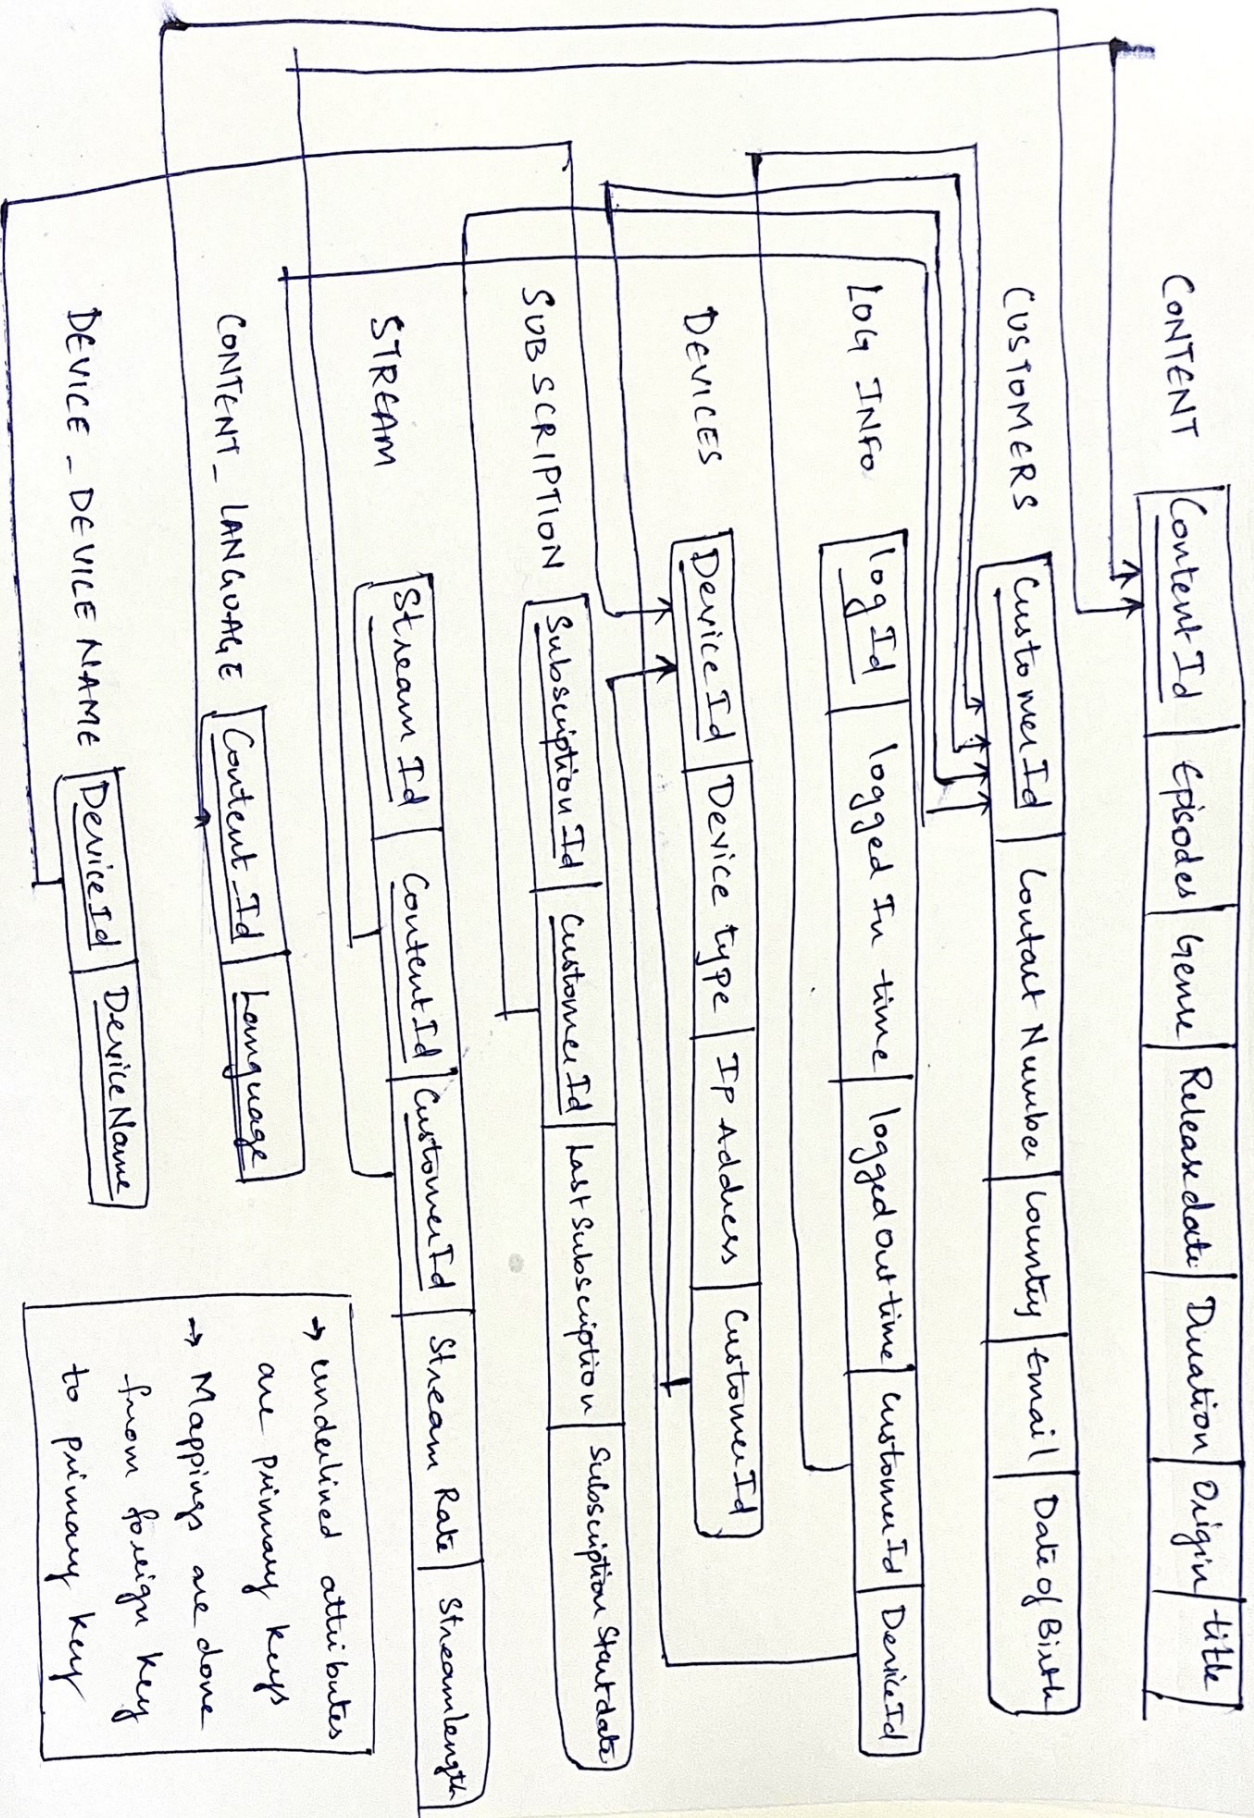 CONTENT
Content Id Episodes Genre Release date Duration Origin title
CUSTOMERS
Customer Id Contact Number Country Email Date of Birth
LOG INFO
log Id logged In time logged out time Customer Id Device Id
DEVICES
Device Id Device type IP Address Customer Id
SUBSCRIPTION
Subscription Id Customer Id Last Subscription Subscription Start date
STREAM
Stream Id Content Id Customer Id Stream Rate Stream length
CONTENT_LANGUAGE
Content_Id Language
DEVICE_DEVICE NAME
Device Id Device Name
→ underlined attributes
are primary keys
→ Mappings are done
from foreign key
to primary key